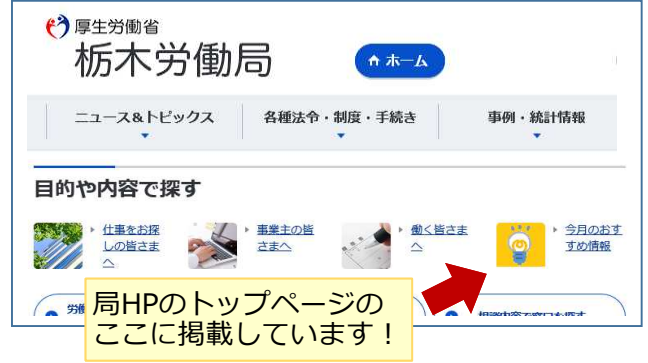 厚生労働省
栃木労働局
ホーム
ニュース&トピックス
各種法令・制度・手続き
事例・統計情報
目的や内容で探す
仕事をお探
しの皆さま
へ
事業主の皆
さまへ
働く皆さま
へ
今月のおす
すめ情報
局HPのトップページの
ここに掲載しています！